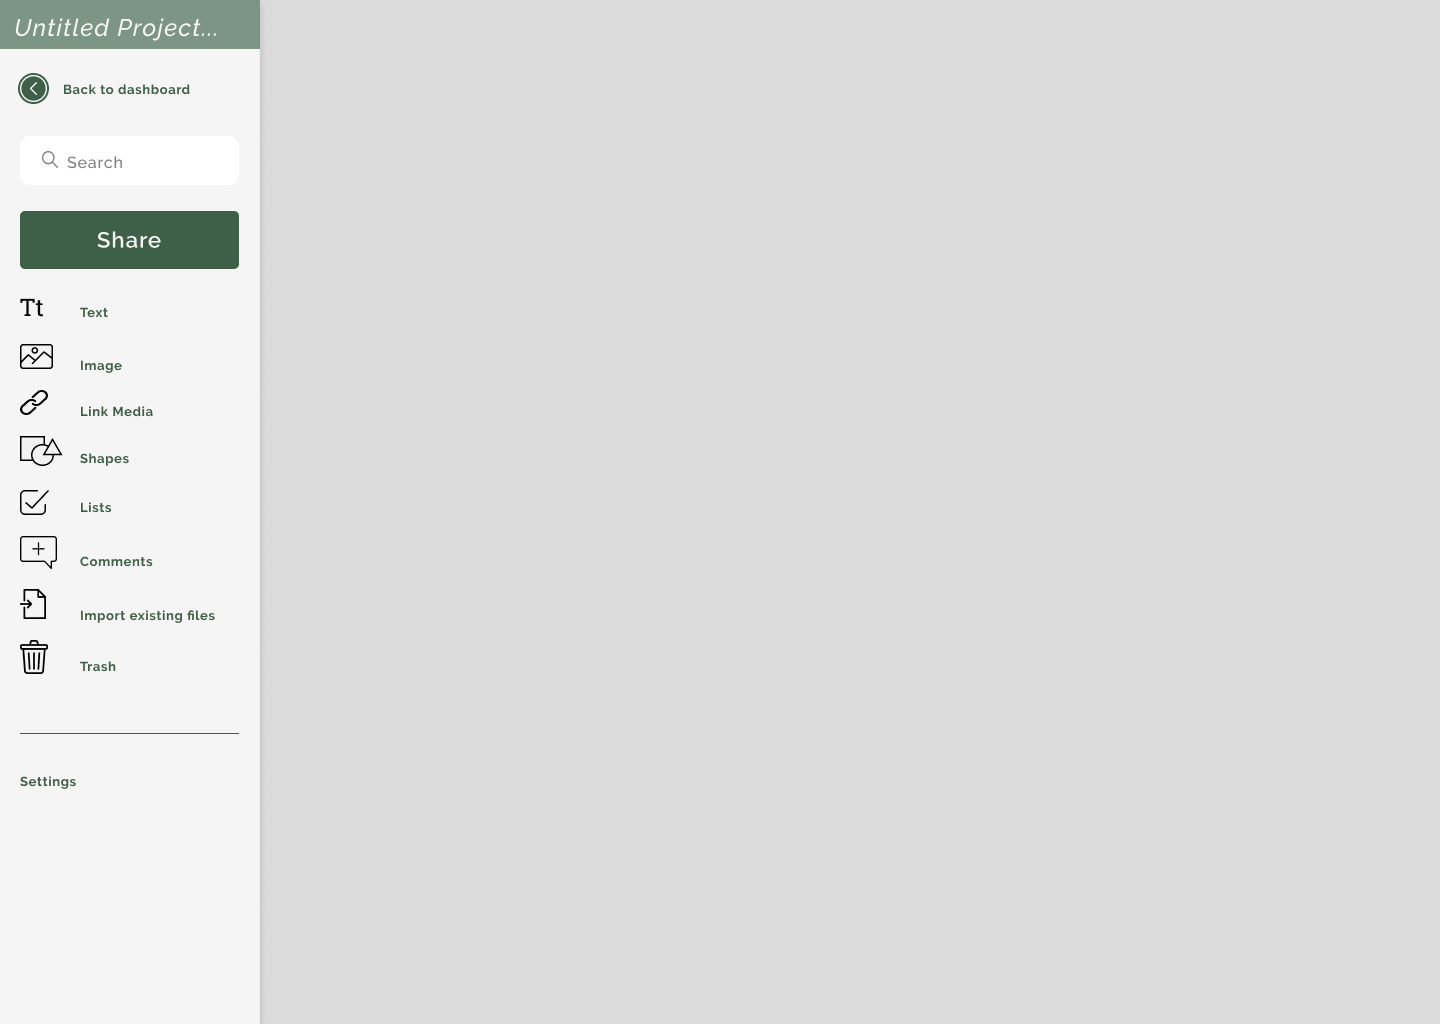 Untitled Project...
Back to dashboard
Search
Share
Tt Text
Image
Link Media
Shapes
Lists
Comments
Import existing files
Trash
Settings